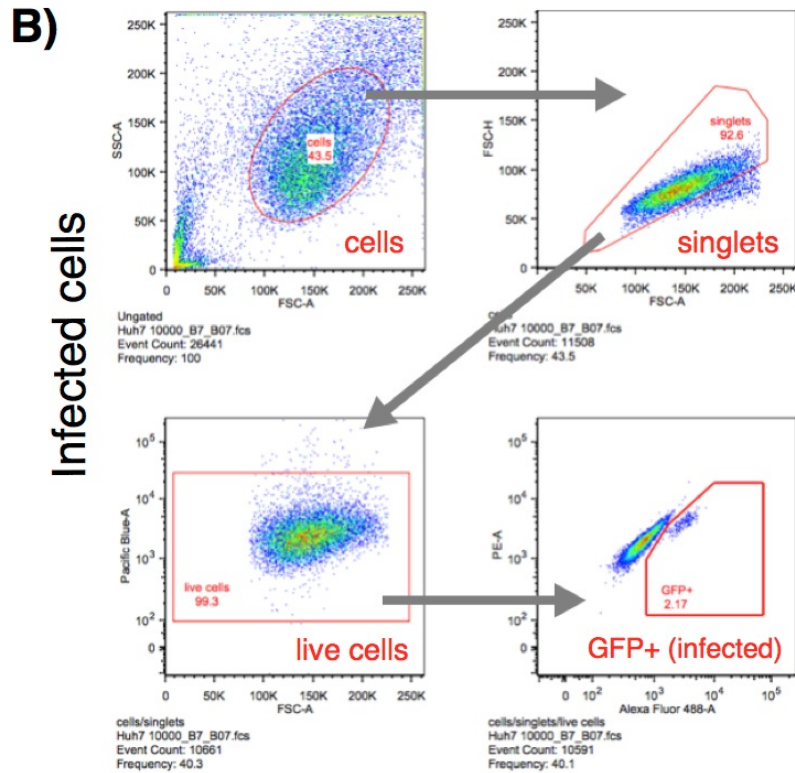 B)
Infected cells
SSC-A
250K
200K
150K
100K
50K
0
cells
43.5
cells
0 50K 100K 150K 200K 250K
FSC-A
Ungated
Huh7 10000_B7_B07.fcs
Event Count: 26441
Frequency: 100
FSC-H
250K
200K
150K
100K
50K
0
singlets
92.6
singlets
50K 100K 150K 200K 250K
FSC-A
Huh7 10000_B7_B07.fcs
Event Count: 11508
Frequency: 43.5
Pacific Blue-A
10^5
10^4
10^3
10^2
0
live cells
99.3
live cells
0 50K 100K 150K 200K 250K
FSC-A
cells/singlets
Huh7 10000_B7_B07.fcs
Event Count: 10661
Frequency: 40.3
PE-A
10^5
10^4
10^3
10^2
0
GFP+
2.17
GFP+ (infected)
0 10^2 10^3 10^4 10^5
Alexa Fluor 488-A
cells/singlets/live cells
Huh7 10000_B7_B07.fcs
Event Count: 10591
Frequency: 40.1